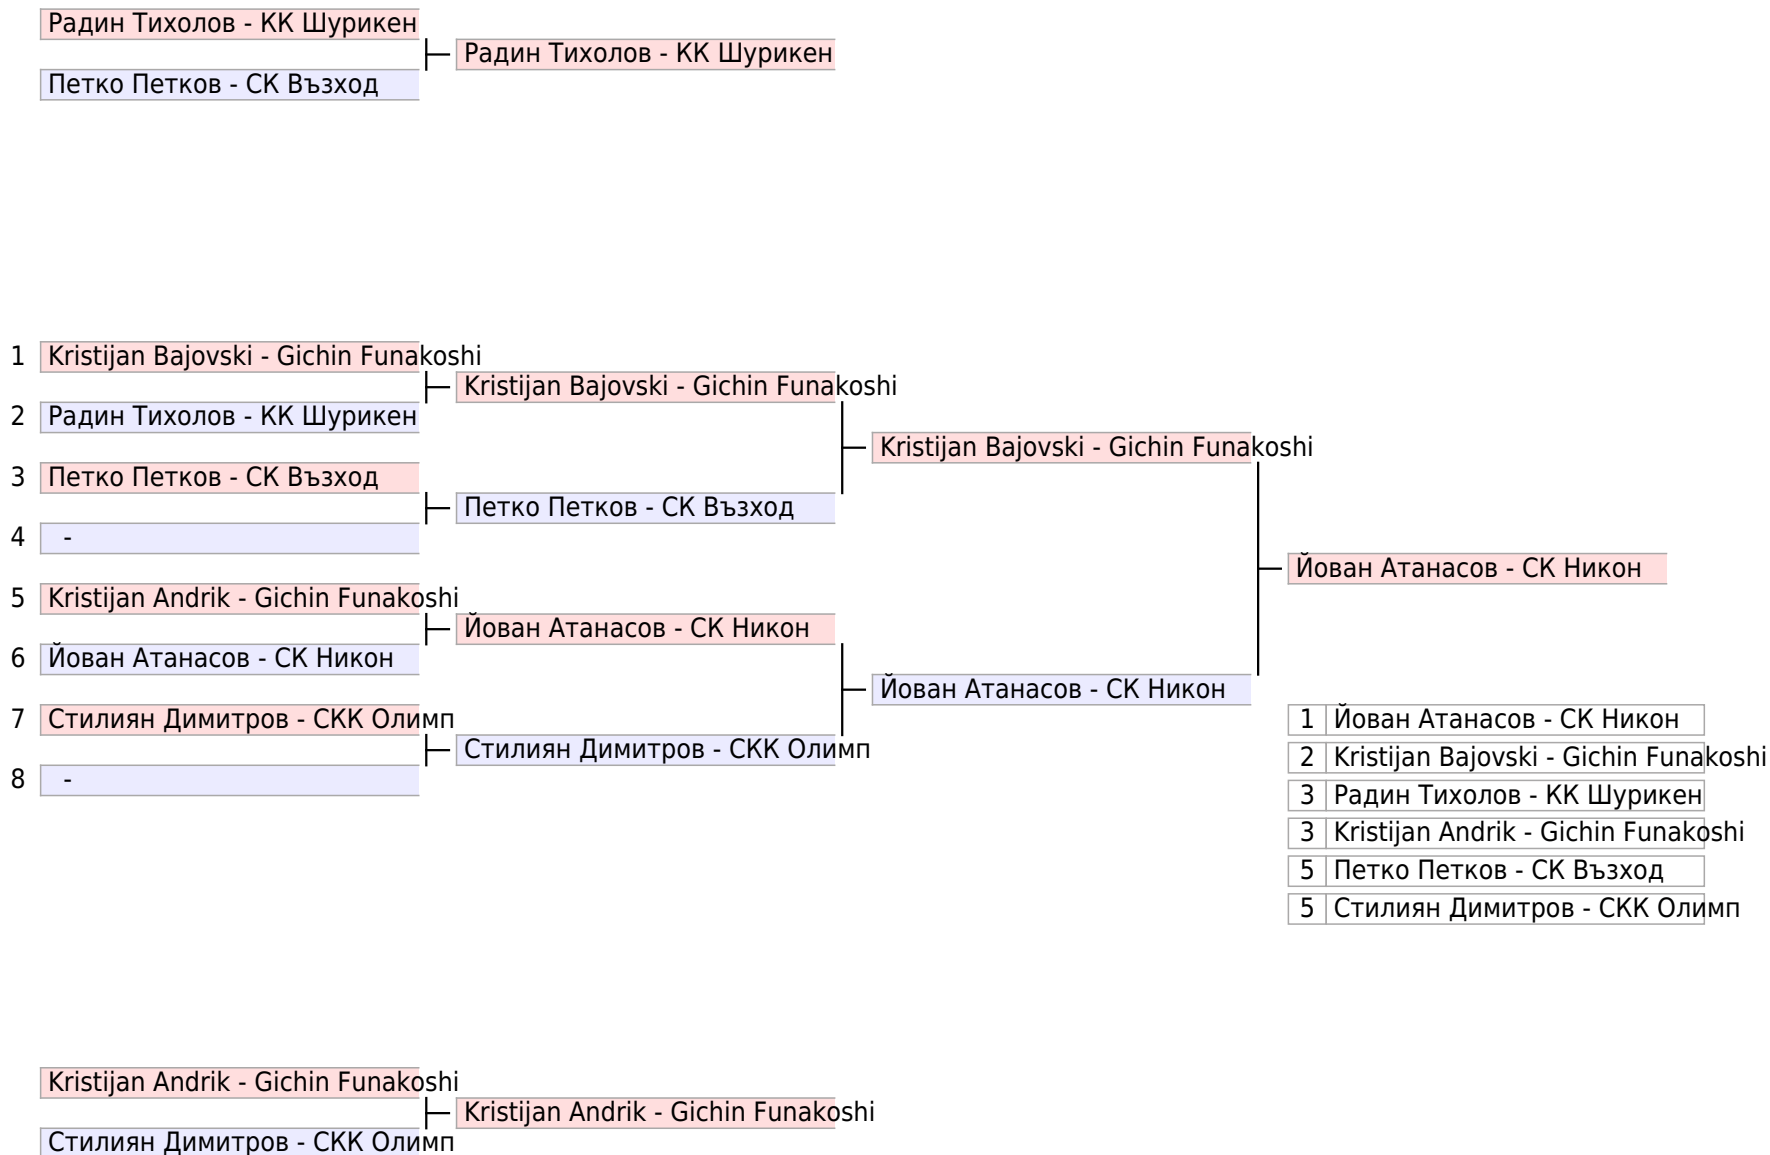 Радин Тихолов - КК Шурикен
Радин Тихолов - КК Шурикен
Петко Петков - СК Възход
1 Kristijan Bajovski - Gichin Funakoshi
Kristijan Bajovski - Gichin Funakoshi
2 Радин Тихолов - КК Шурикен
Kristijan Bajovski - Gichin Funakoshi
3 Петко Петков - СК Възход
Петко Петков - СК Възход
4 -
Йован Атанасов - СК Никон
5 Kristijan Andrik - Gichin Funakoshi
Йован Атанасов - СК Никон
6 Йован Атанасов - СК Никон
Йован Атанасов - СК Никон
7 Стилиян Димитров - СКК Олимп
Стилиян Димитров - СКК Олимп
8 -
1 Йован Атанасов - СК Никон
2 Kristijan Bajovski - Gichin Funakoshi
3 Радин Тихолов - КК Шурикен
3 Kristijan Andrik - Gichin Funakoshi
5 Петко Петков - СК Възход
5 Стилиян Димитров - СКК Олимп
Kristijan Andrik - Gichin Funakoshi
Kristijan Andrik - Gichin Funakoshi
Стилиян Димитров - СКК Олимп